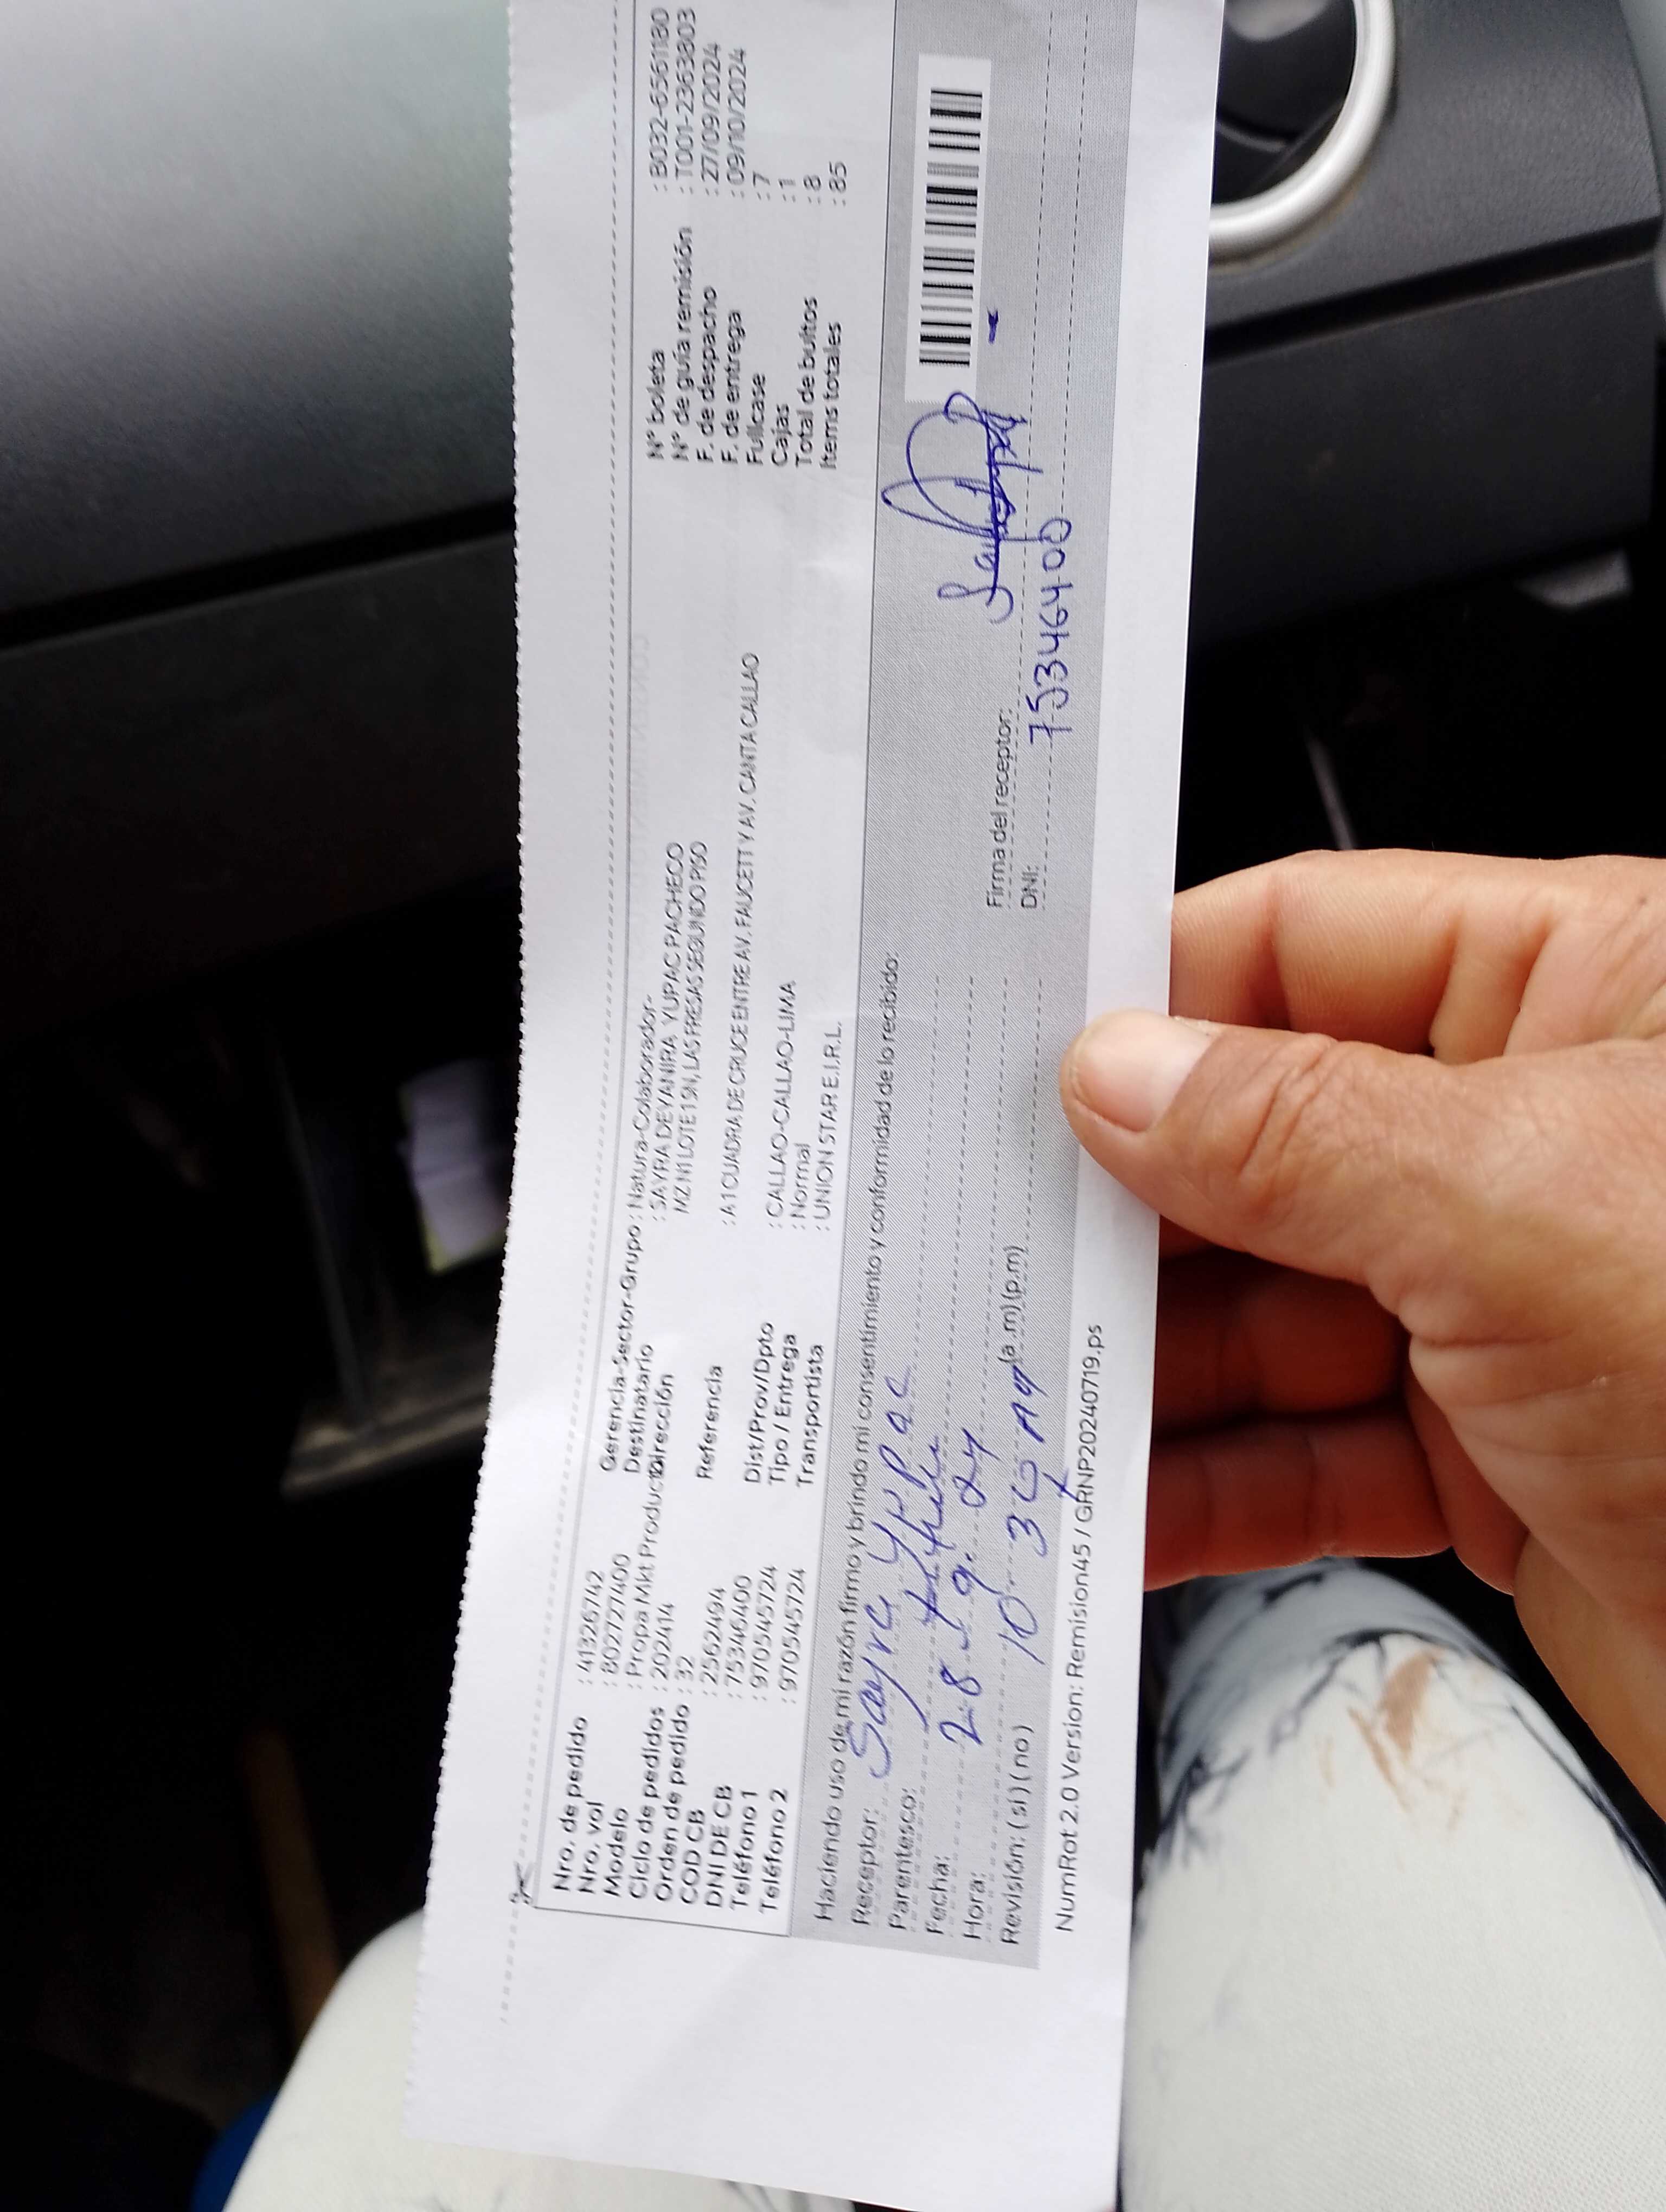 Nro. de pedido : 41326742
Nro. vol : 8027277400
Modelo : Propa Mkt Producto
Ciclo de pedidos : 202414
Orden de pedido : 32
COD CB : 2562494
DNI DE CB : 75346400
Teléfono 1 : 970545724
Teléfono 2 : 970545724
Gerencia-Sector-Grupo : Natura-Colaborador-
Destinatario : SAYRA DEYANIRA YUPAC PACHECO
Dirección MZ N1 LOTE 19N, LAS FRESAS SEGUNDO PISO
Referencia : A 1 CUADRA DE CRUCE ENTRE AV. FAUCETT Y AV. CANTA CALLAO
Dist/Prov/Dpto : CALLAO-CALLAO-LIMA
Tipo / Entrega : Normal
Transportista : UNION STAR E.I.R.L.
N° boleta : B032-65611180
N° de guía remisión : T001-2363803
F. de despacho : 27/09/2024
F. de entrega : 09/10/2024
Fullcase : 7
Cajas : 1
Total de bultos : 8
Items totales : 85
Haciendo uso de mi razón firmo y brindo mi consentimiento y conformidad de lo recibido:
Receptor: Sayra Yupac
Parentesco:
Fecha: 28 9. 24
Hora: 10 (a.m) (p.m)
Revisión: (si) (no)
Firma del receptor:
DNI: 75346400
NumRot 2.0 Version: Remision45 / GRNP20240719.ps